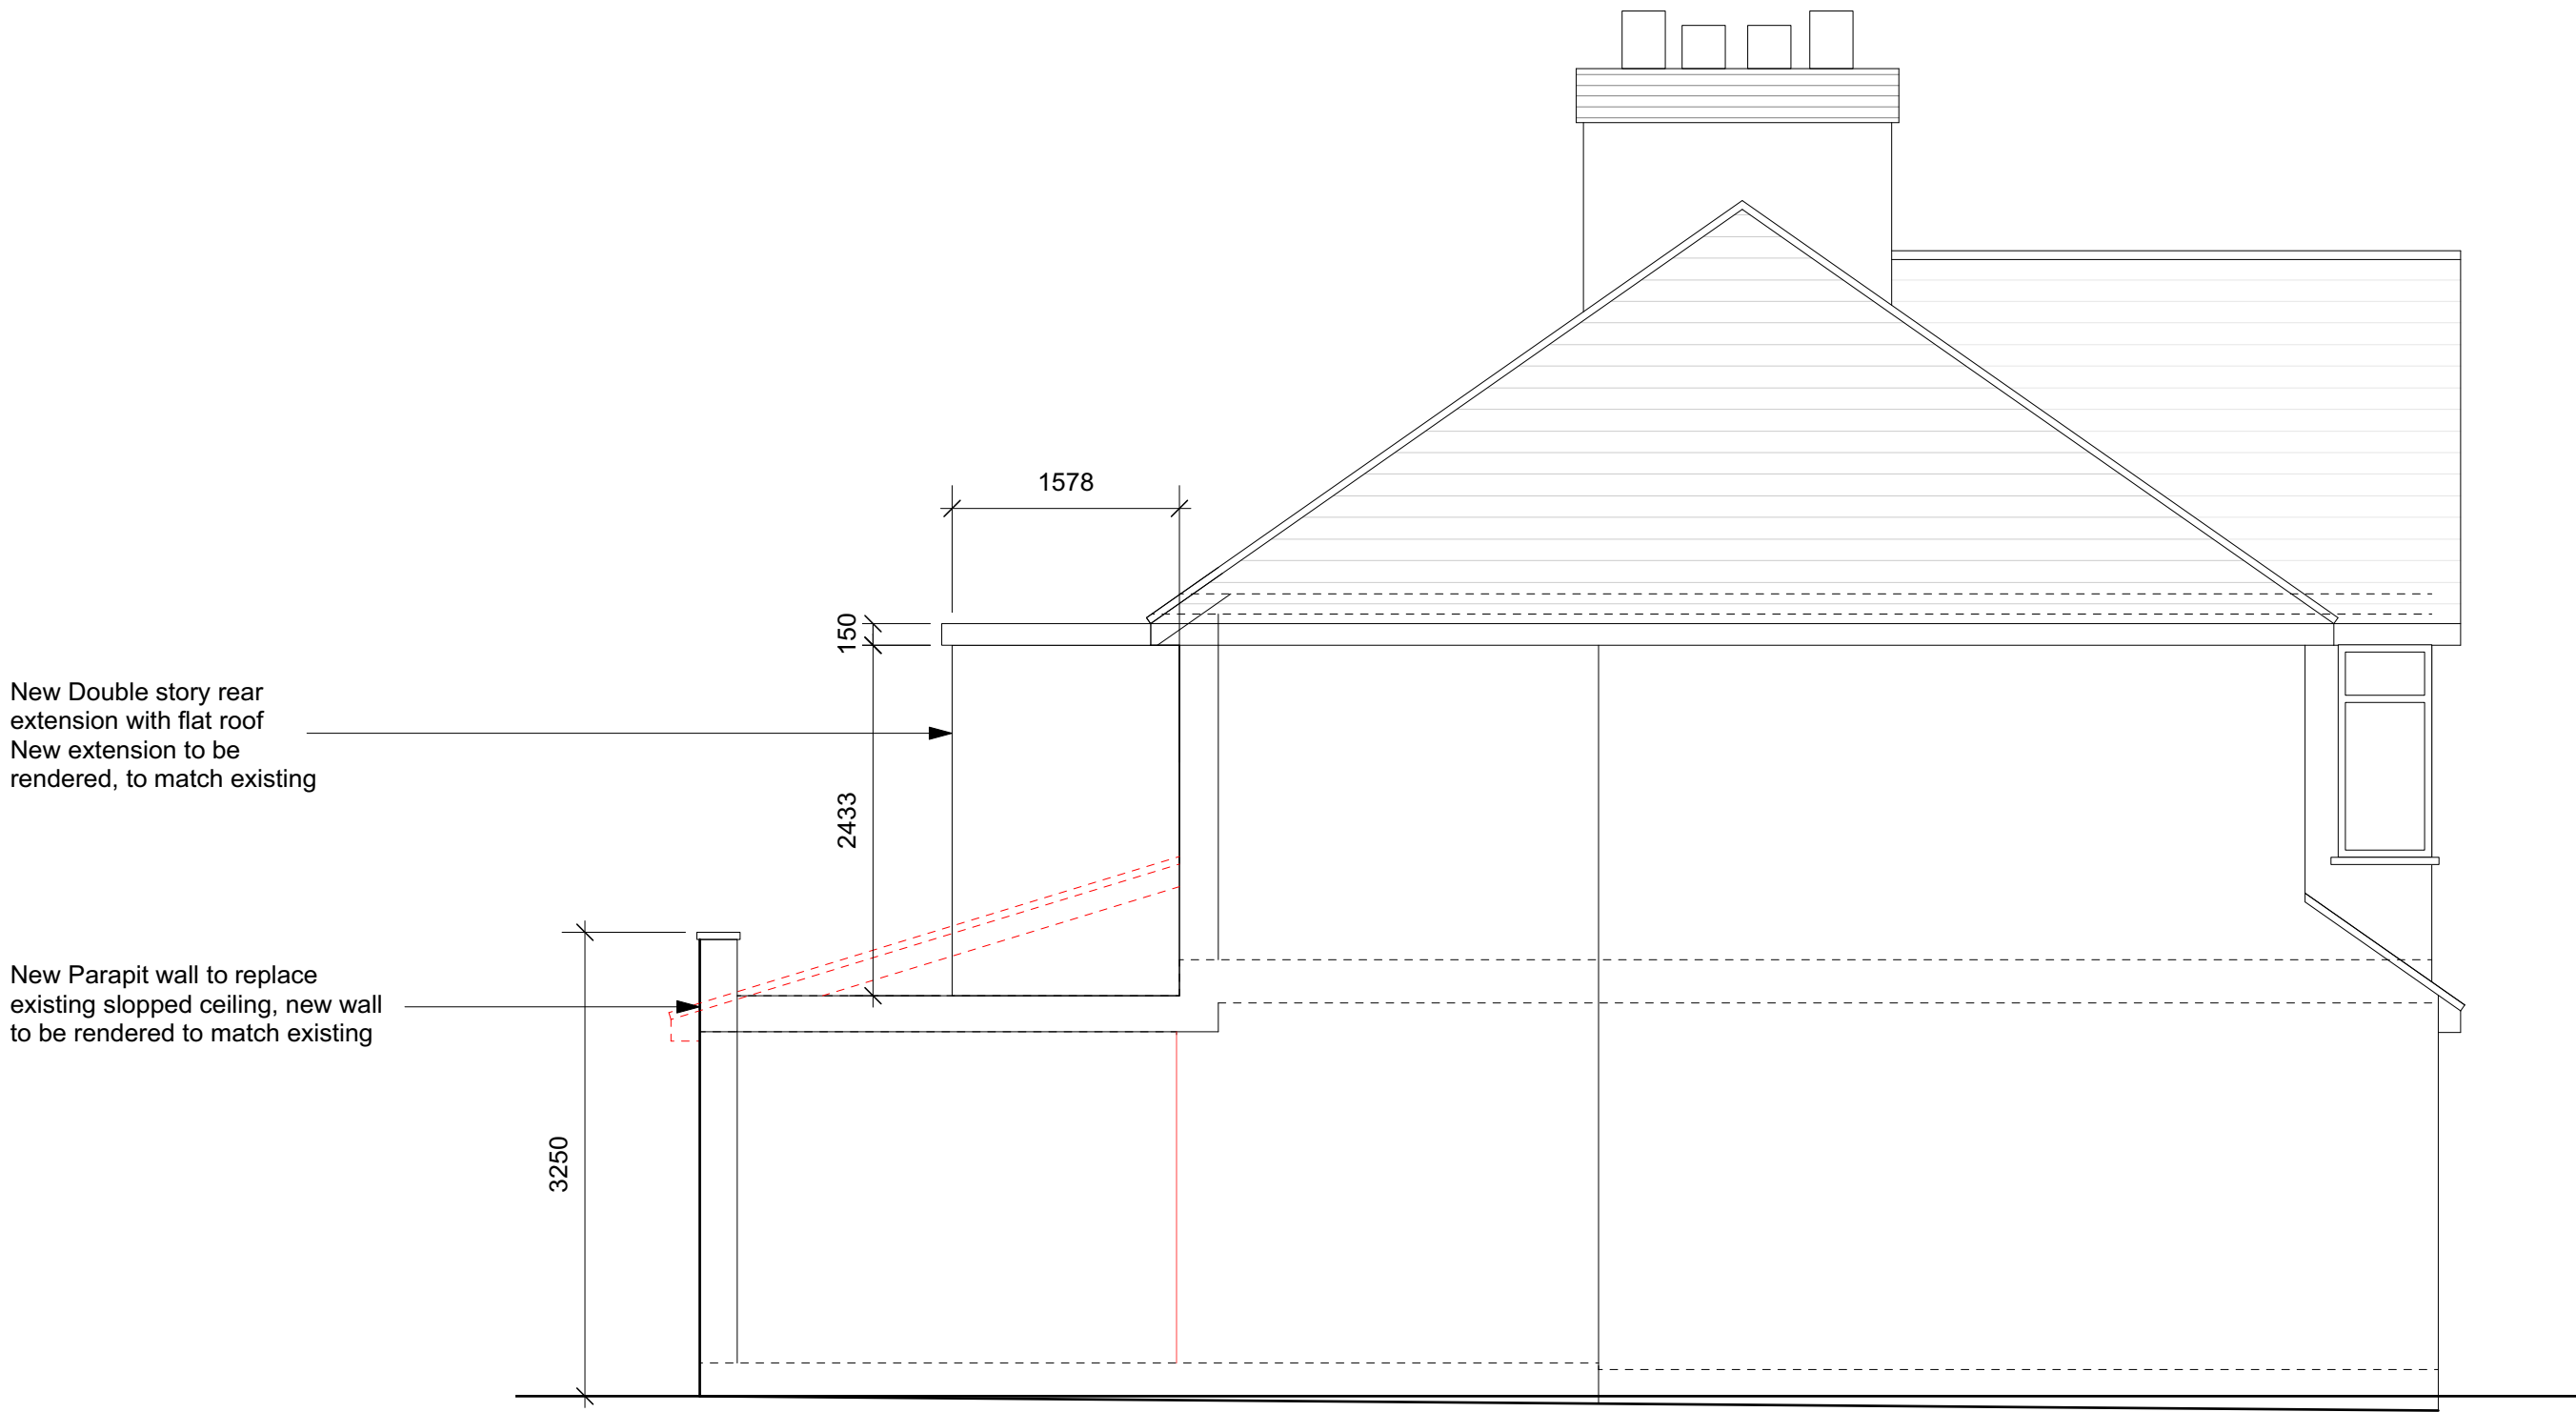 1578
150
New Double story rear
extension with flat roof
New extension to be
rendered, to match existing
2433
New Parapit wall to replace
existing slopped ceiling, new wall
to be rendered to match existing
3250